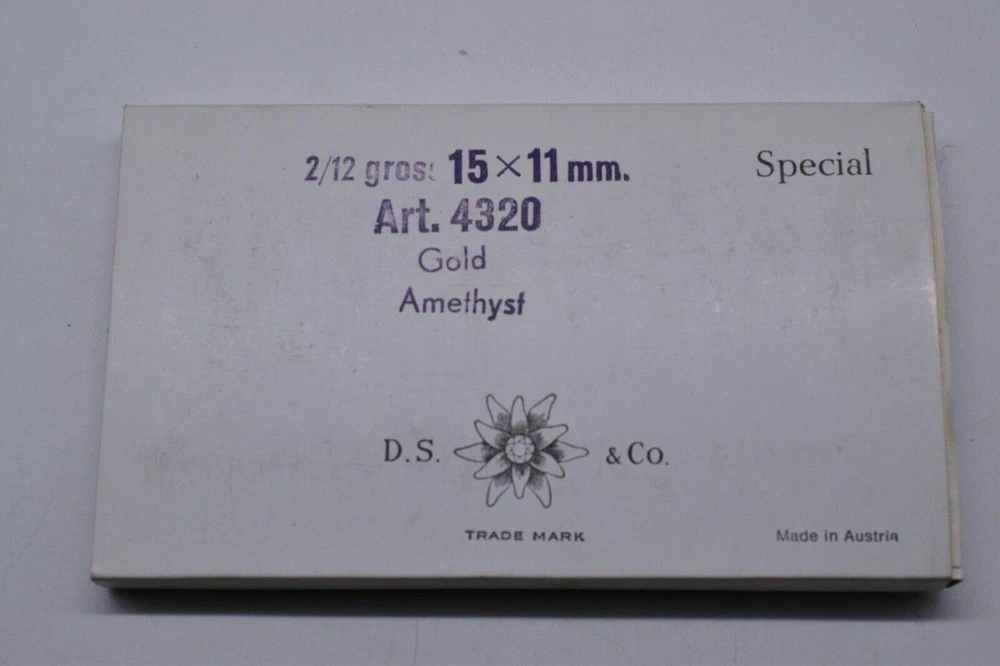 2/12 gros: 15×11 mm.
Special
Art. 4320
Gold
Amethyst
D.S. & Co.
TRADE MARK
Made in Austria